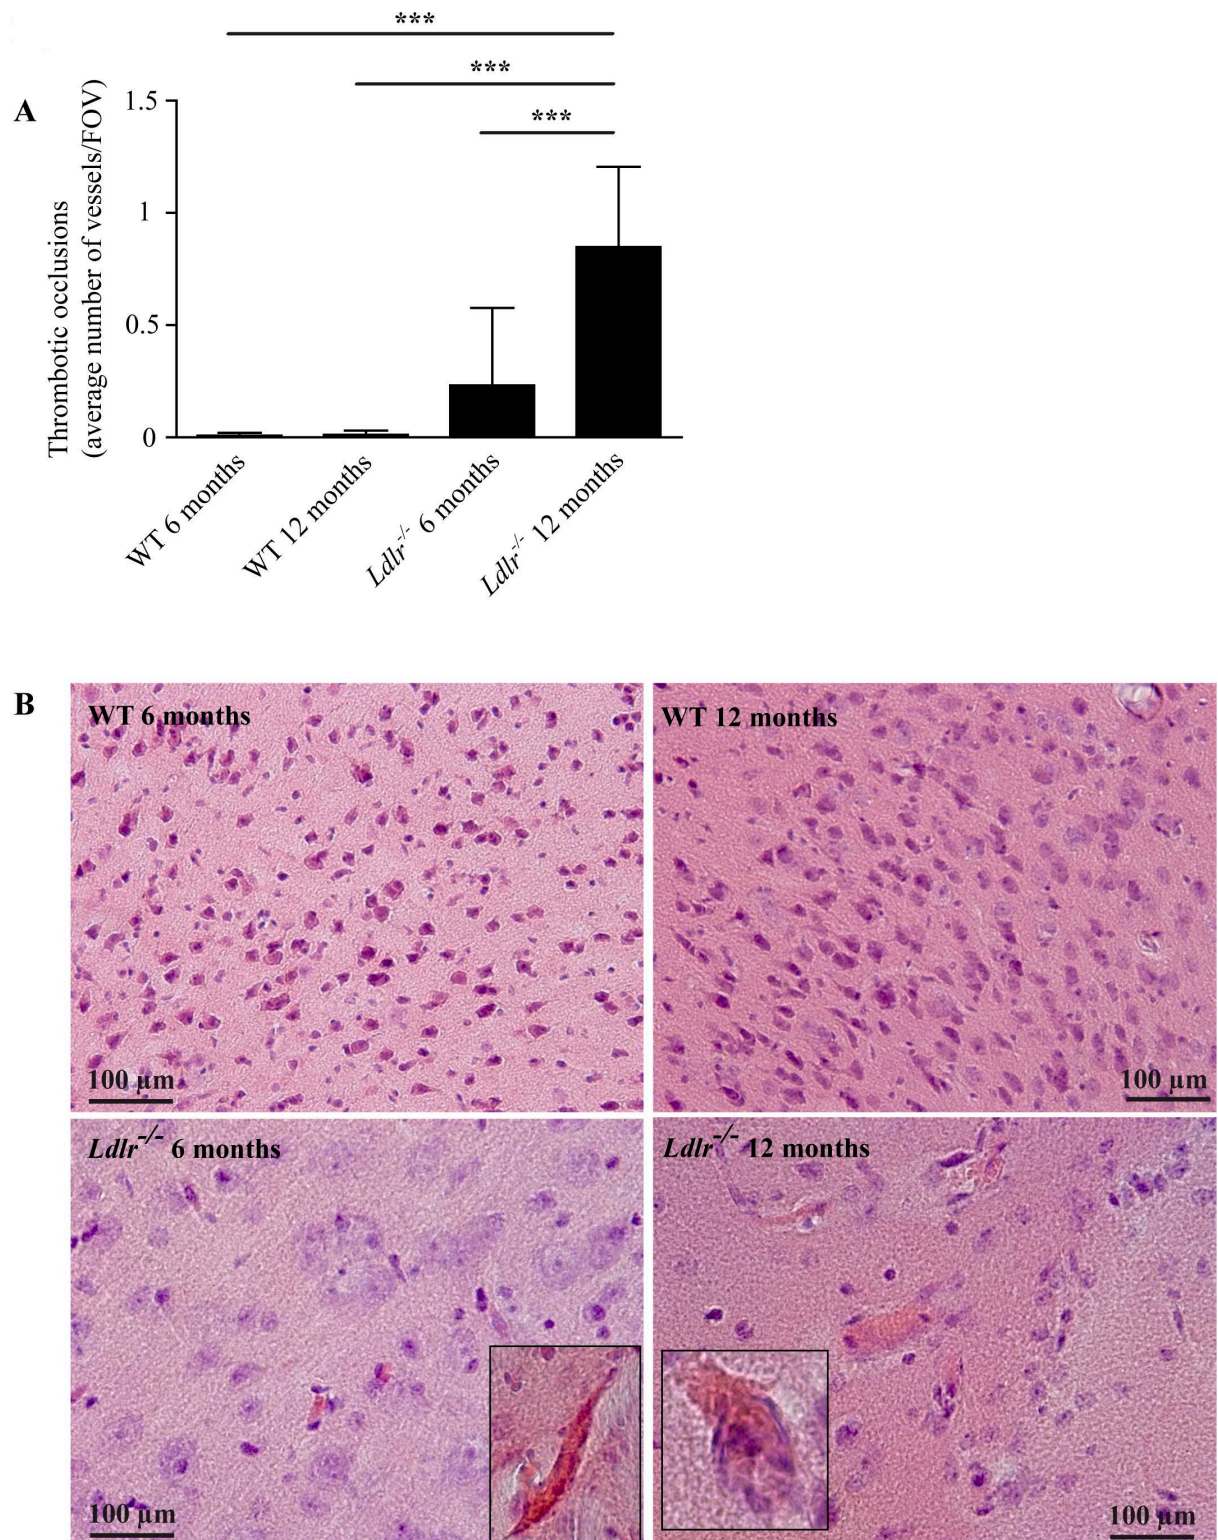 ***
***
***
A
1.5
1
0.5
0
Thrombotic occlusions
(average number of vessels/FOV)
WT 6 months
WT 12 months
Ldlr-/- 6 months
Ldlr-/- 12 months
B
WT 6 months
WT 12 months
100 µm
100 µm
Ldlr-/- 6 months
Ldlr-/- 12 months
100 µm
100 µm